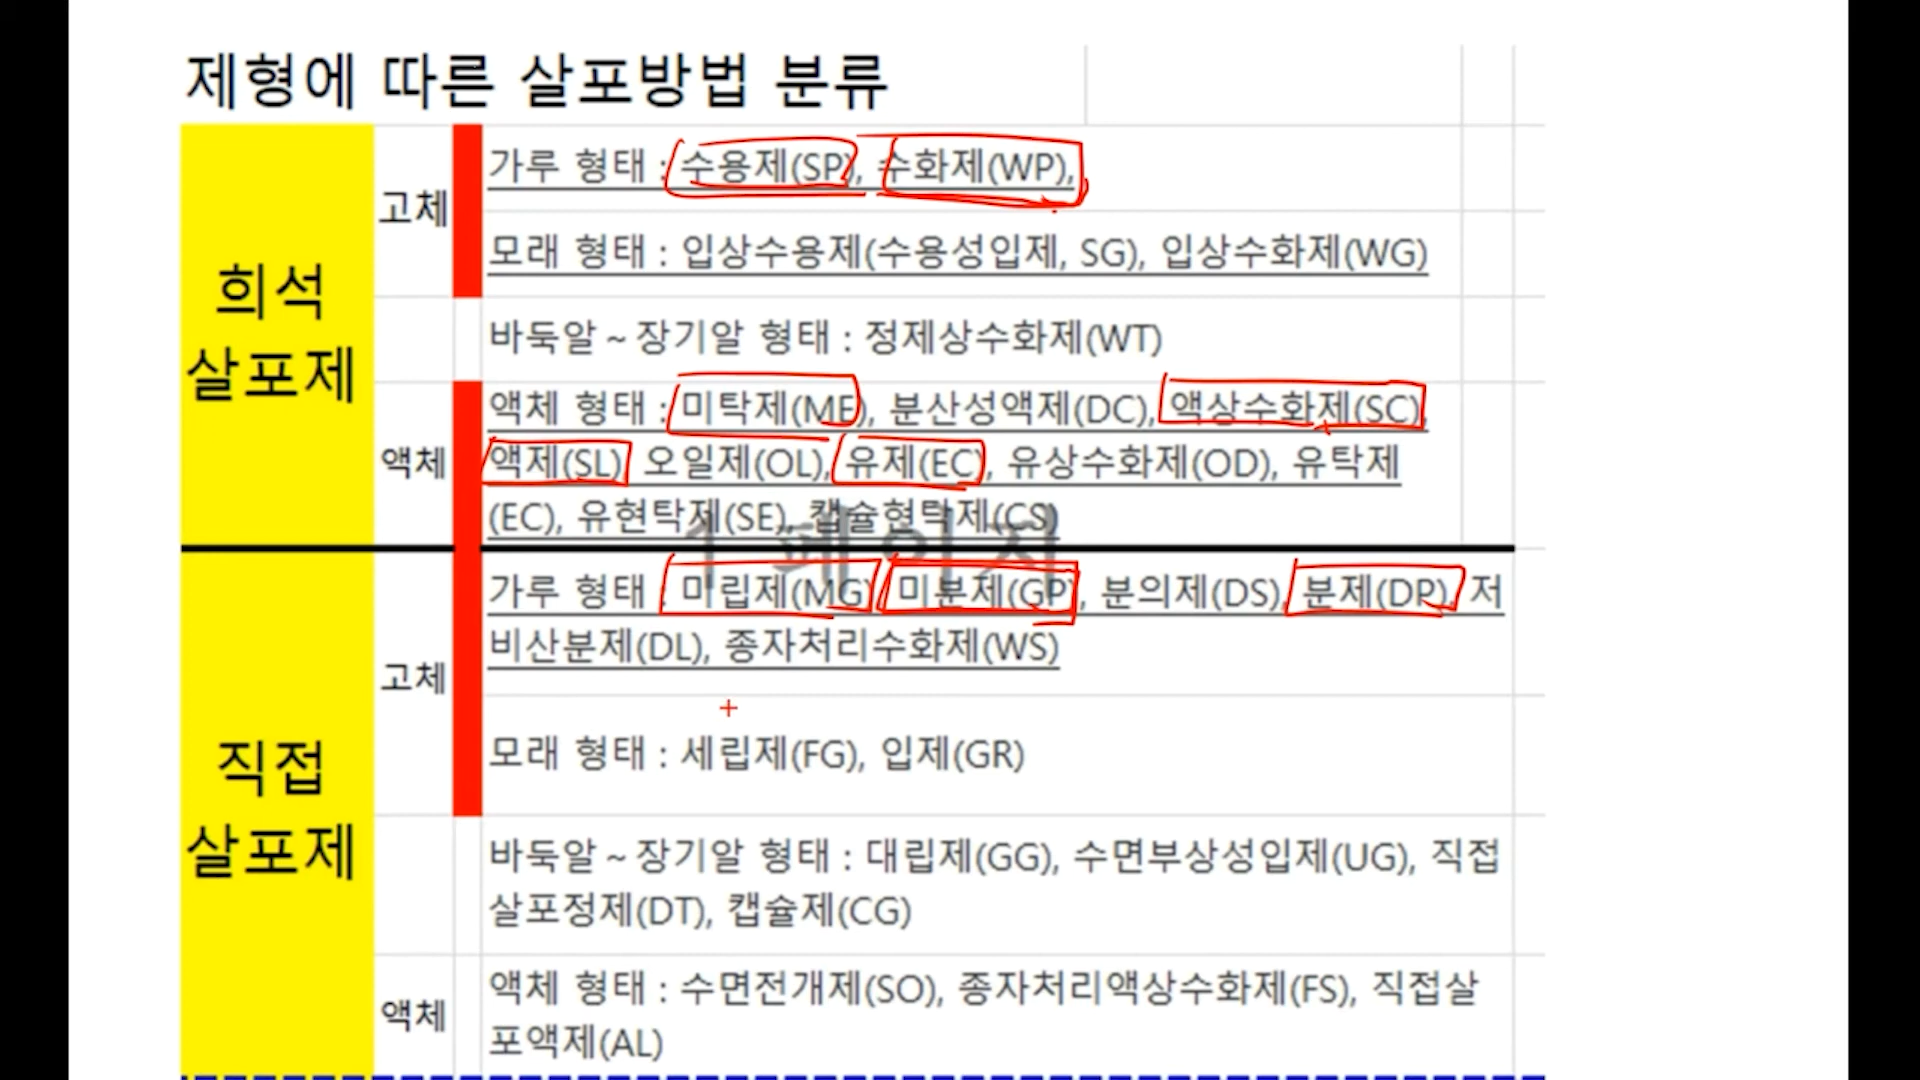 제형에 따른 살포방법 분류
희석
살포제
고체
가루 형태 : 수용제(SP), 수화제(WP),
모래 형태 : 입상수용제(수용성입제, SG), 입상수화제(WG)
바둑알 ~ 장기알 형태 : 정제상수화제(WT)
액체
액체 형태 : 미탁제(ME), 분산성액제(DC), 액상수화제(SC),
액제(SL), 오일제(OL), 유제(EC), 유상수화제(OD), 유탁제
(EC), 유현탁제(SE), 캡슐현탁제(CS)
1 페이지
직접
살포제
고체
가루 형태 : 미립제(MG), 미분제(GP), 분의제(DS), 분제(DP), 저
비산분제(DL), 종자처리수화제(WS)
모래 형태 : 세립제(FG), 입제(GR)
바둑알 ~ 장기알 형태 : 대립제(GG), 수면부상성입제(UG), 직접
살포정제(DT), 캡슐제(CG)
액체
액체 형태 : 수면전개제(SO), 종자처리액상수화제(FS), 직접살
포액제(AL)